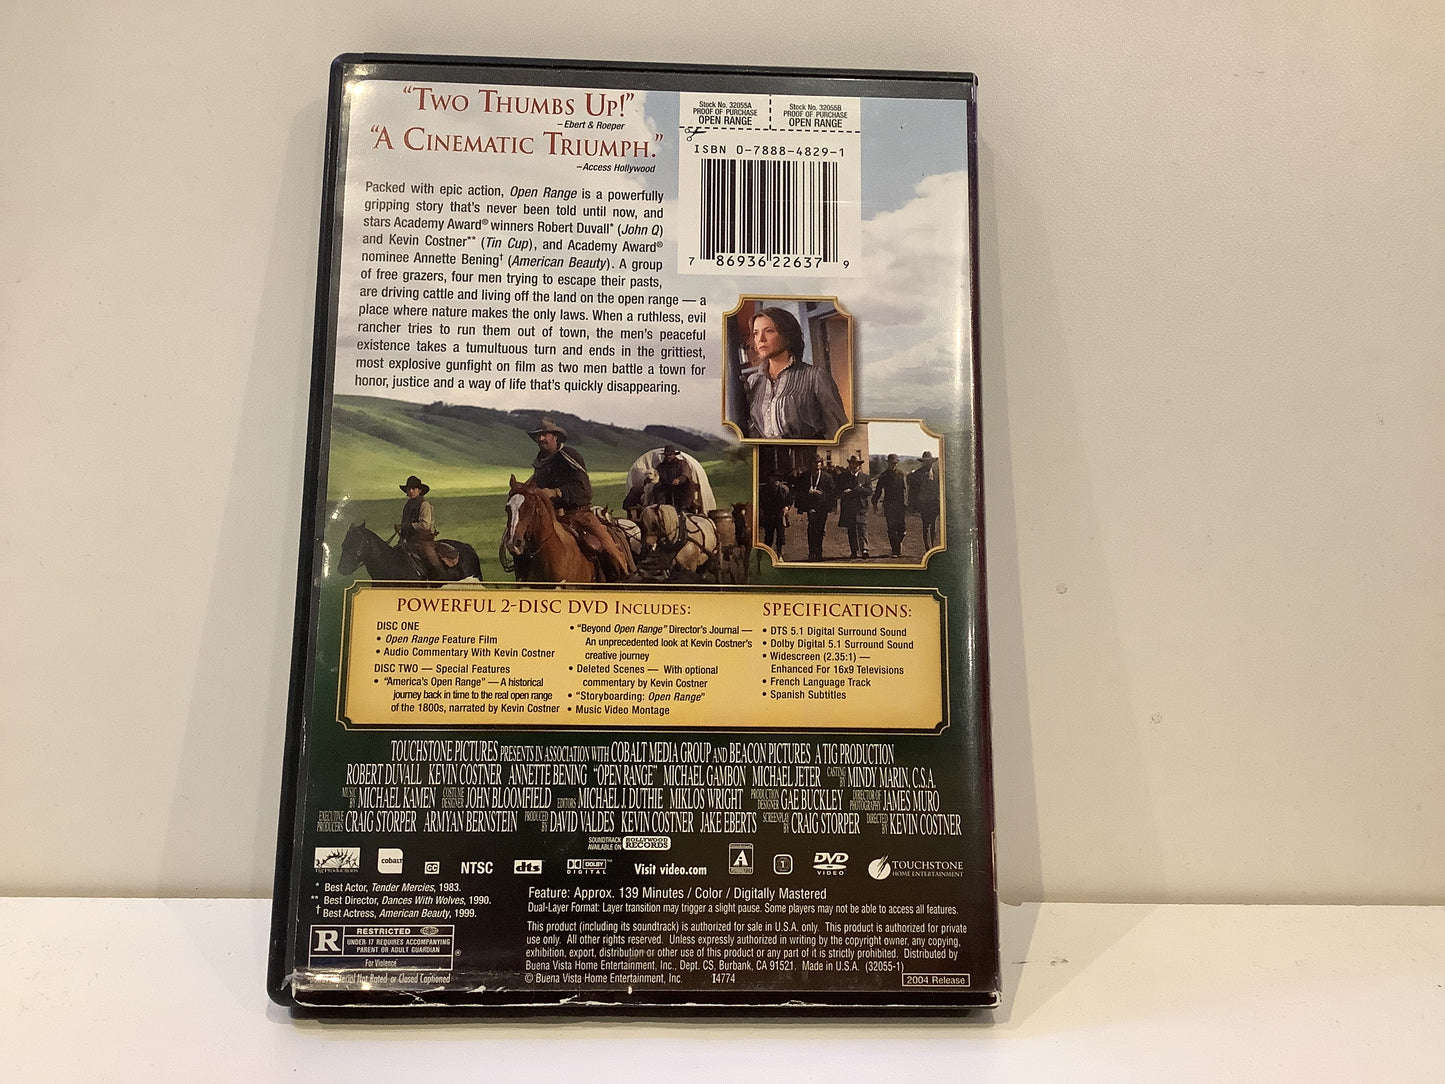 "TWO THUMBS UP!"
–Ebert & Roeper
"A CINEMATIC TRIUMPH."
–Access Hollywood
Stock No. 32055A
PROOF OF PURCHASE
OPEN RANGE
Stock No. 32055B
PROOF OF PURCHASE
OPEN RANGE
ISBN 0-7888-4829-1
7 86936 22637 9
Packed with epic action, Open Range is a powerfully
gripping story that's never been told until now, and
stars Academy Award® winners Robert Duvall* (John Q)
and Kevin Costner** (Tin Cup), and Academy Award®
nominee Annette Bening† (American Beauty). A group
of free grazers, four men trying to escape their pasts,
are driving cattle and living off the land on the open range — a
place where nature makes the only laws. When a ruthless, evil
rancher tries to run them out of town, the men's peaceful
existence takes a tumultuous turn and ends in the grittiest,
most explosive gunfight on film as two men battle a town for
honor, justice and a way of life that's quickly disappearing.
POWERFUL 2-DISC DVD INCLUDES:
DISC ONE
• Open Range Feature Film
• Audio Commentary With Kevin Costner
DISC TWO — Special Features
• "America's Open Range" — A historical
journey back in time to the real open range
of the 1800s, narrated by Kevin Costner
• "Beyond Open Range" Director's Journal —
An unprecedented look at Kevin Costner's
creative journey
• Deleted Scenes — With optional
commentary by Kevin Costner
• "Storyboarding: Open Range"
• Music Video Montage
SPECIFICATIONS:
• DTS 5.1 Digital Surround Sound
• Dolby Digital 5.1 Surround Sound
• Widescreen (2.35:1) —
Enhanced For 16x9 Televisions
• French Language Track
• Spanish Subtitles
TOUCHSTONE PICTURES PRESENTS IN ASSOCIATION WITH COBALT MEDIA GROUP AND BEACON PICTURES A TIG PRODUCTION
ROBERT DUVALL KEVIN COSTNER ANNETTE BENING "OPEN RANGE" MICHAEL GAMBON MICHAEL JETER CASTING BY MINDY MARIN, C.S.A.
MUSIC BY MICHAEL KAMEN COSTUME DESIGNER JOHN BLOOMFIELD EDITORS MICHAEL J. DUTHIE MIKLOS WRIGHT PRODUCTION DESIGNER GAE BUCKLEY DIRECTOR OF PHOTOGRAPHY JAMES MURO
EXECUTIVE PRODUCERS CRAIG STORPER ARMYAN BERNSTEIN PRODUCED BY DAVID VALDES KEVIN COSTNER JAKE EBERTS SCREENPLAY BY CRAIG STORPER DIRECTED BY KEVIN COSTNER
SOUNDTRACK AVAILABLE ON HOLLYWOOD RECORDS
Tig Productions cobalt CC NTSC dts DOLBY DIGITAL Visit video.com A 1 DVD VIDEO TOUCHSTONE HOME ENTERTAINMENT
* Best Actor, Tender Mercies, 1983.
** Best Director, Dances With Wolves, 1990.
† Best Actress, American Beauty, 1999.
R RESTRICTED
UNDER 17 REQUIRES ACCOMPANYING
PARENT OR ADULT GUARDIAN ®
For Violence
Not Rated or Closed Captioned
Feature: Approx. 139 Minutes / Color / Digitally Mastered
Dual-Layer Format: Layer transition may trigger a slight pause. Some players may not be able to access all features.
This product (including its soundtrack) is authorized for sale in U.S.A. only. This product is authorized for private
use only. All other rights reserved. Unless expressly authorized in writing by the copyright owner, any copying,
exhibition, export, distribution or other use of this product or any part of it is strictly prohibited. Distributed by
Buena Vista Home Entertainment, Inc., Dept. CS, Burbank, CA 91521. Made in U.S.A. (32055-1)
© Buena Vista Home Entertainment, Inc. I4774
2004 Release